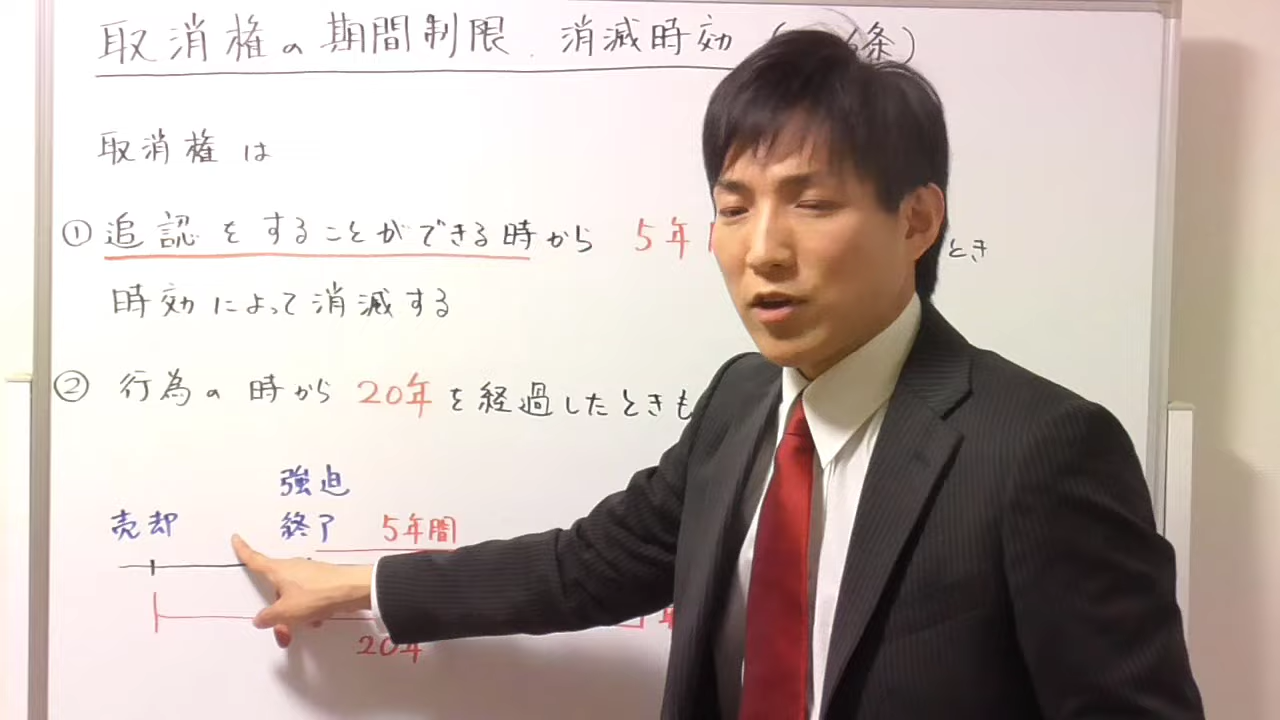 取消権の期間制限、消滅時効(条)
取消権は
① 追認をすることができる時から 5年 とき
時効によって消滅する
② 行為の時から 20年を経過したときも
強迫
売却 終了 5年間
20年